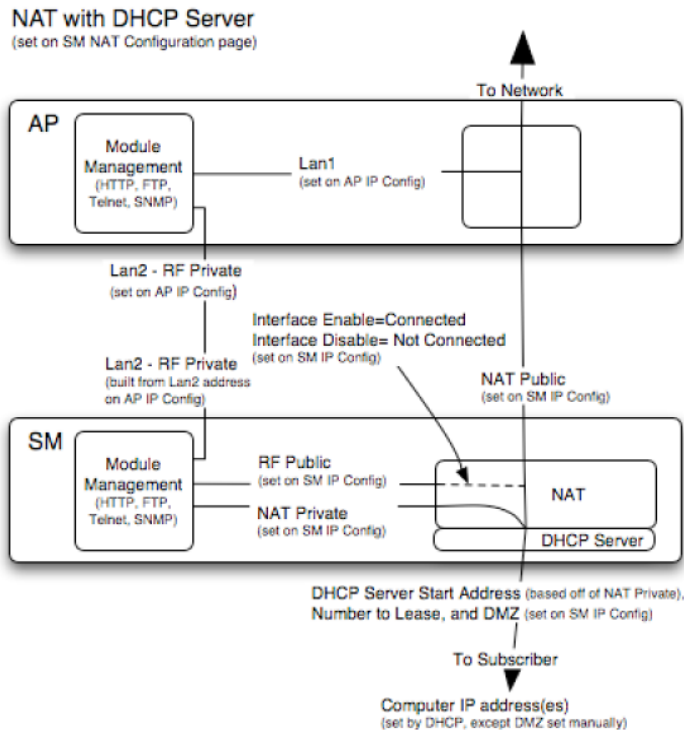 NAT with DHCP Server
(set on SM NAT Configuration page)
To Network
AP
Module
Management
(HTTP, FTP,
Telnet, SNMP)
Lan1
(set on AP IP Config)
Lan2 - RF Private
(set on AP IP Config)
Interface Enable=Connected
Interface Disable= Not Connected
(set on SM IP Config)
Lan2 - RF Private
(built from Lan2 address
on AP IP Config)
NAT Public
(set on SM IP Config)
SM
Module
Management
(HTTP, FTP,
Telnet, SNMP)
RF Public
(set on SM IP Config)
NAT Private
(set on SM IP Config)
NAT
DHCP Server
DHCP Server Start Address (based off of NAT Private),
Number to Lease, and DMZ (set on SM IP Config)
To Subscriber
Computer IP address(es)
(set by DHCP, except DMZ set manually)